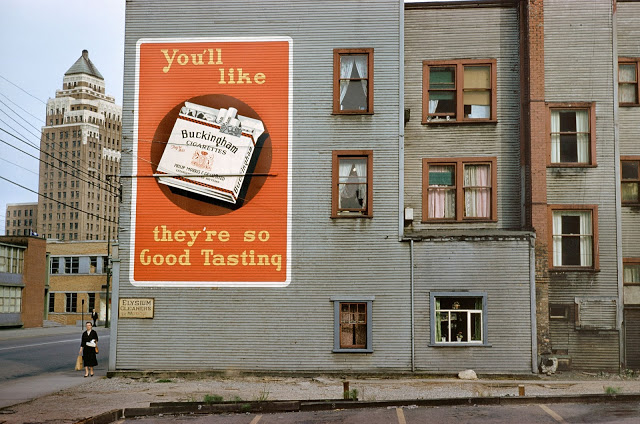 You'll
like
Buckingham
CIGARETTES
they're so
Good Tasting
ELYSIUM
CLEANERS